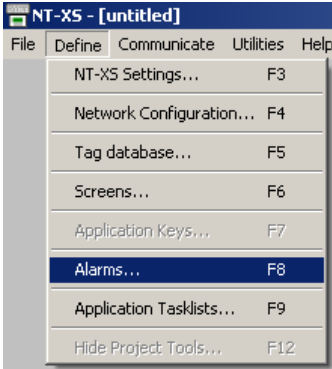 NT-XS - [untitled]
File Define Communicate Utilities Help
NT-XS Settings... F3
Network Configuration... F4
Tag database... F5
Screens... F6
Application Keys... F7
Alarms... F8
Application Tasklists... F9
Hide Project Tools... F12